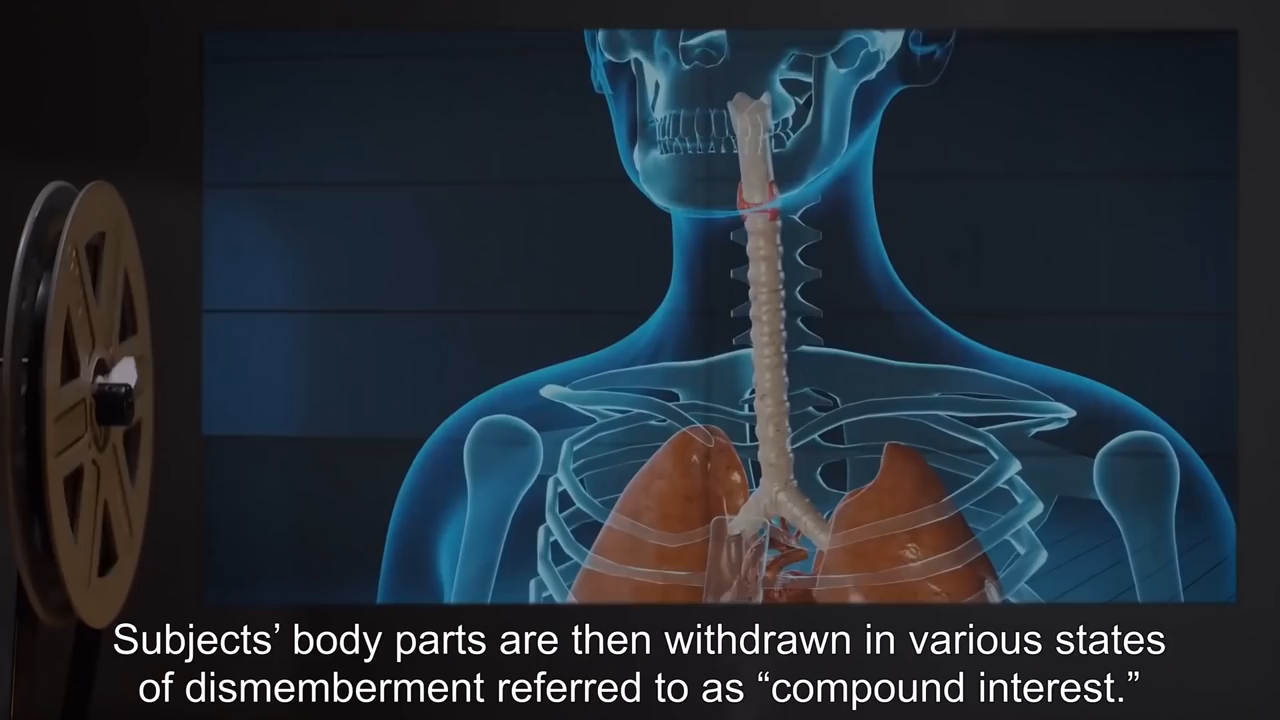 Subjects’ body parts are then withdrawn in various states
of dismemberment referred to as “compound interest.”